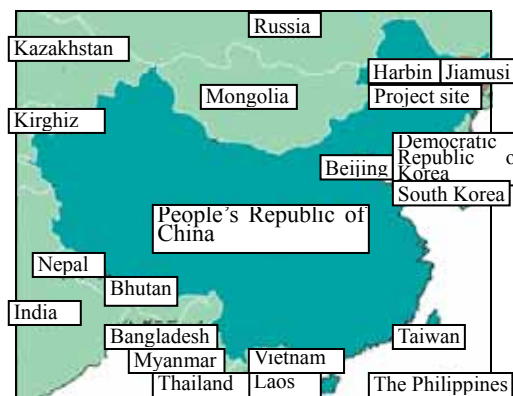 Russia
Kazakhstan
Harbin
Jiamusi
Mongolia
Project site
Kirghiz
Democratic
Republic o
Korea
Beijing
South Korea
People's Republic of
China
Nepal
Bhutan
India
Bangladesh
Taiwan
Myanmar
Vietnam
Thailand
Laos
The Philippines